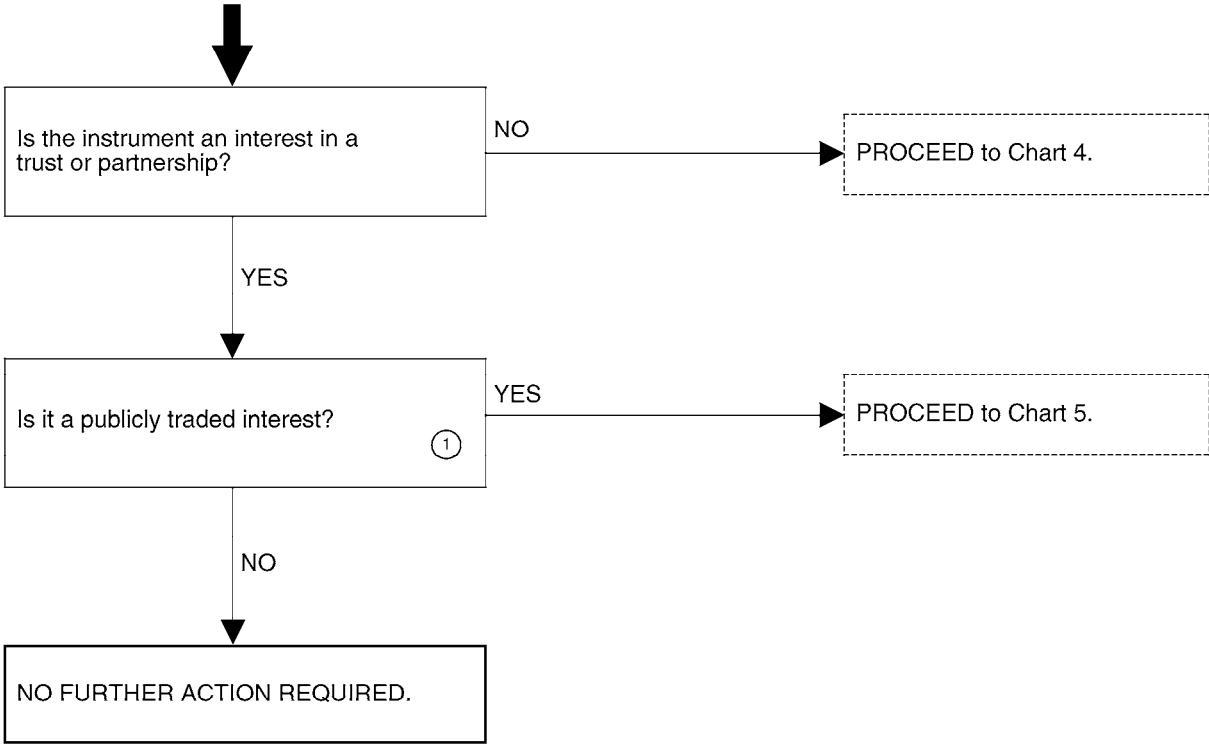 Is the instrument an interest in a
trust or partnership?
NO
PROCEED to Chart 4.
YES
Is it a publicly traded interest?
1
YES
PROCEED to Chart 5.
NO
NO FURTHER ACTION REQUIRED.